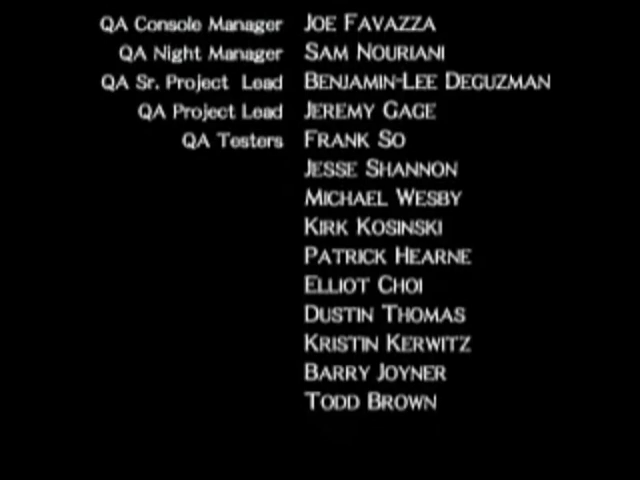 QA Console Manager JOE FAVAZZA
QA Night Manager SAM NOURIANI
QA Sr. Project Lead BENJAMIN-LEE DEGUZMAN
QA Project Lead JEREMY GAGE
QA Testers FRANK SO
JESSE SHANNON
MICHAEL WESBY
KIRK KOSINSKI
PATRICK HEARNE
ELLIOT CHOI
DUSTIN THOMAS
KRISTIN KERWITZ
BARRY JOYNER
TODD BROWN